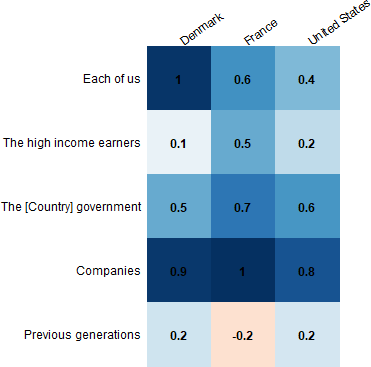 Denmark France United States
Each of us 1 0.6 0.4
The high income earners 0.1 0.5 0.2
The [Country] government 0.5 0.7 0.6
Companies 0.9 1 0.8
Previous generations 0.2 -0.2 0.2